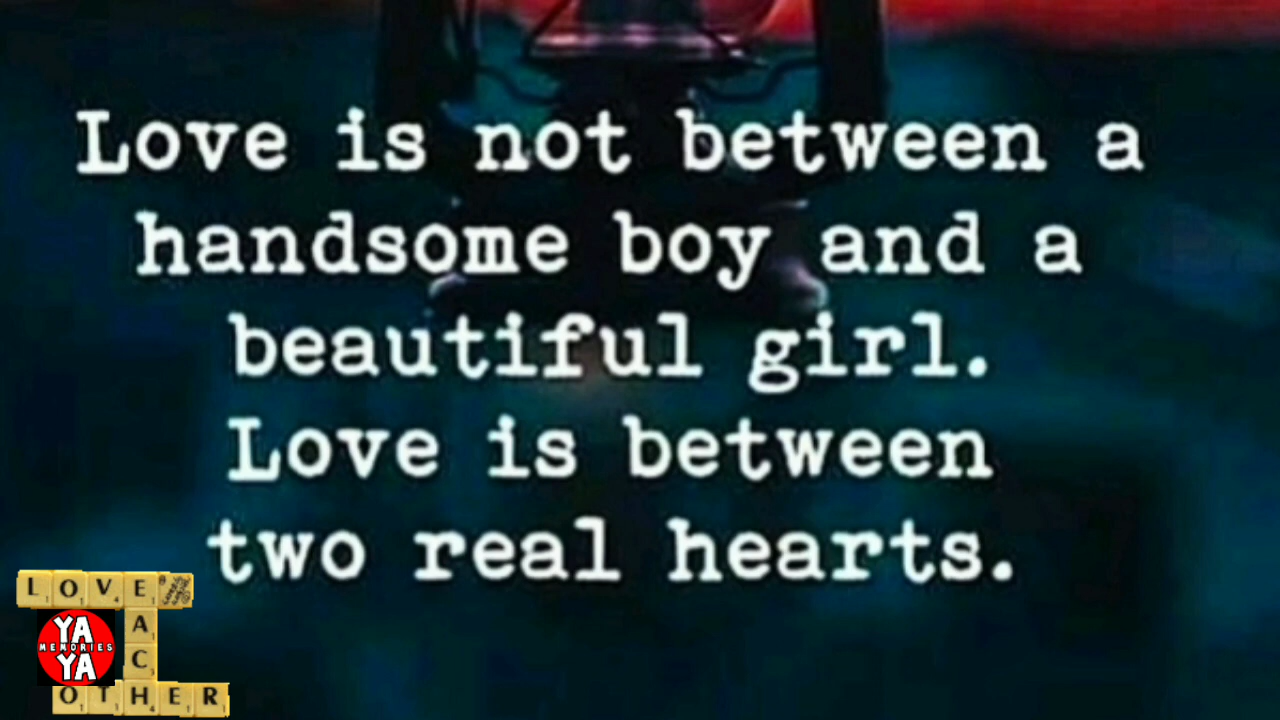 Love is not between a
handsome boy and a
beautiful girl.
Love is between
two real hearts.
LOVE
EACH
OTHER
YA
MEMORIES
YA